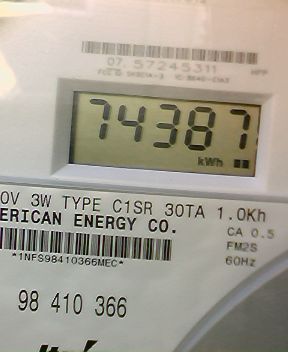 07. 57245311
HPP
74387
kWh
0V 3W TYPE C1SR 30TA 1.0Kh
ERICAN ENERGY CO.
CA 0.5
FM2S
*1NFS98410366MEC*
60Hz
98 410 366